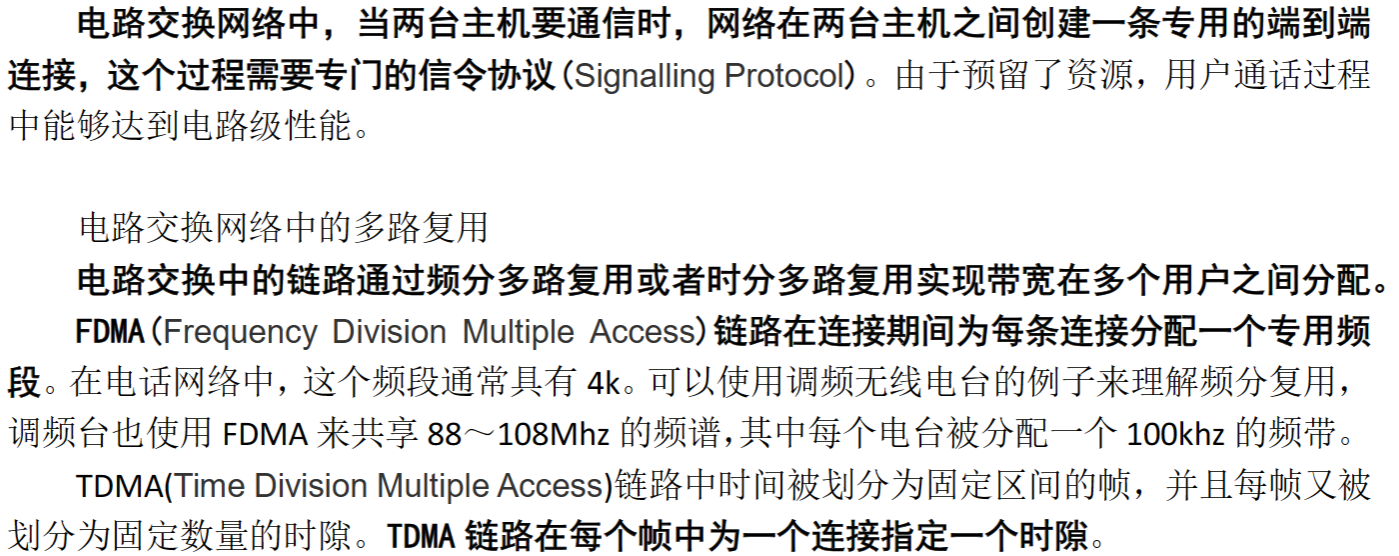 电路交换网络中，当两台主机要通信时，网络在两台主机之间创建一条专用的端到端
连接，这个过程需要专门的信令协议(Signalling Protocol)。由于预留了资源，用户通话过程
中能够达到电路级性能。
电路交换网络中的多路复用
电路交换中的链路通过频分多路复用或者时分多路复用实现带宽在多个用户之间分配。
FDMA(Frequency Division Multiple Access)链路在连接期间为每条连接分配一个专用频
段。在电话网络中，这个频段通常具有 4k。可以使用调频无线电台的例子来理解频分复用，
调频台也使用 FDMA 来共享 88～108Mhz 的频谱,其中每个电台被分配一个 100khz 的频带。
TDMA(Time Division Multiple Access)链路中时间被划分为固定区间的帧，并且每帧又被
划分为固定数量的时隙。TDMA 链路在每个帧中为一个连接指定一个时隙。